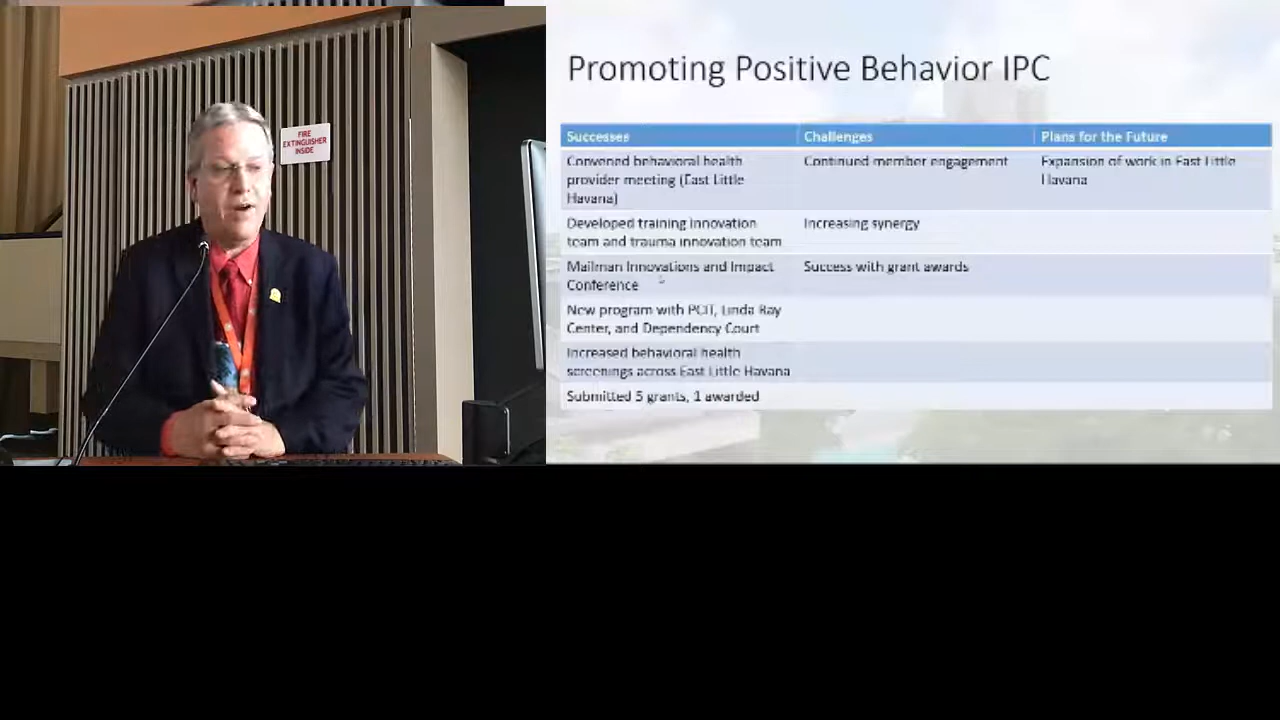 FIRE
EXTINGUISHER
INSIDE
Promoting Positive Behavior IPC
Successes
Challenges
Plans for the Future
Convened behavioral health
provider meeting (East Little
Havana)
Continued member engagement
Expansion of work in East Little
Havana
Developed training innovation
team and trauma innovation team
Increasing synergy
Mailman Innovations and Impact
Conference
Success with grant awards
New program with PCIT, Linda Ray
Center, and Dependency Court
Increased behavioral health
screenings across East Little Havana
Submitted 5 grants, 1 awarded